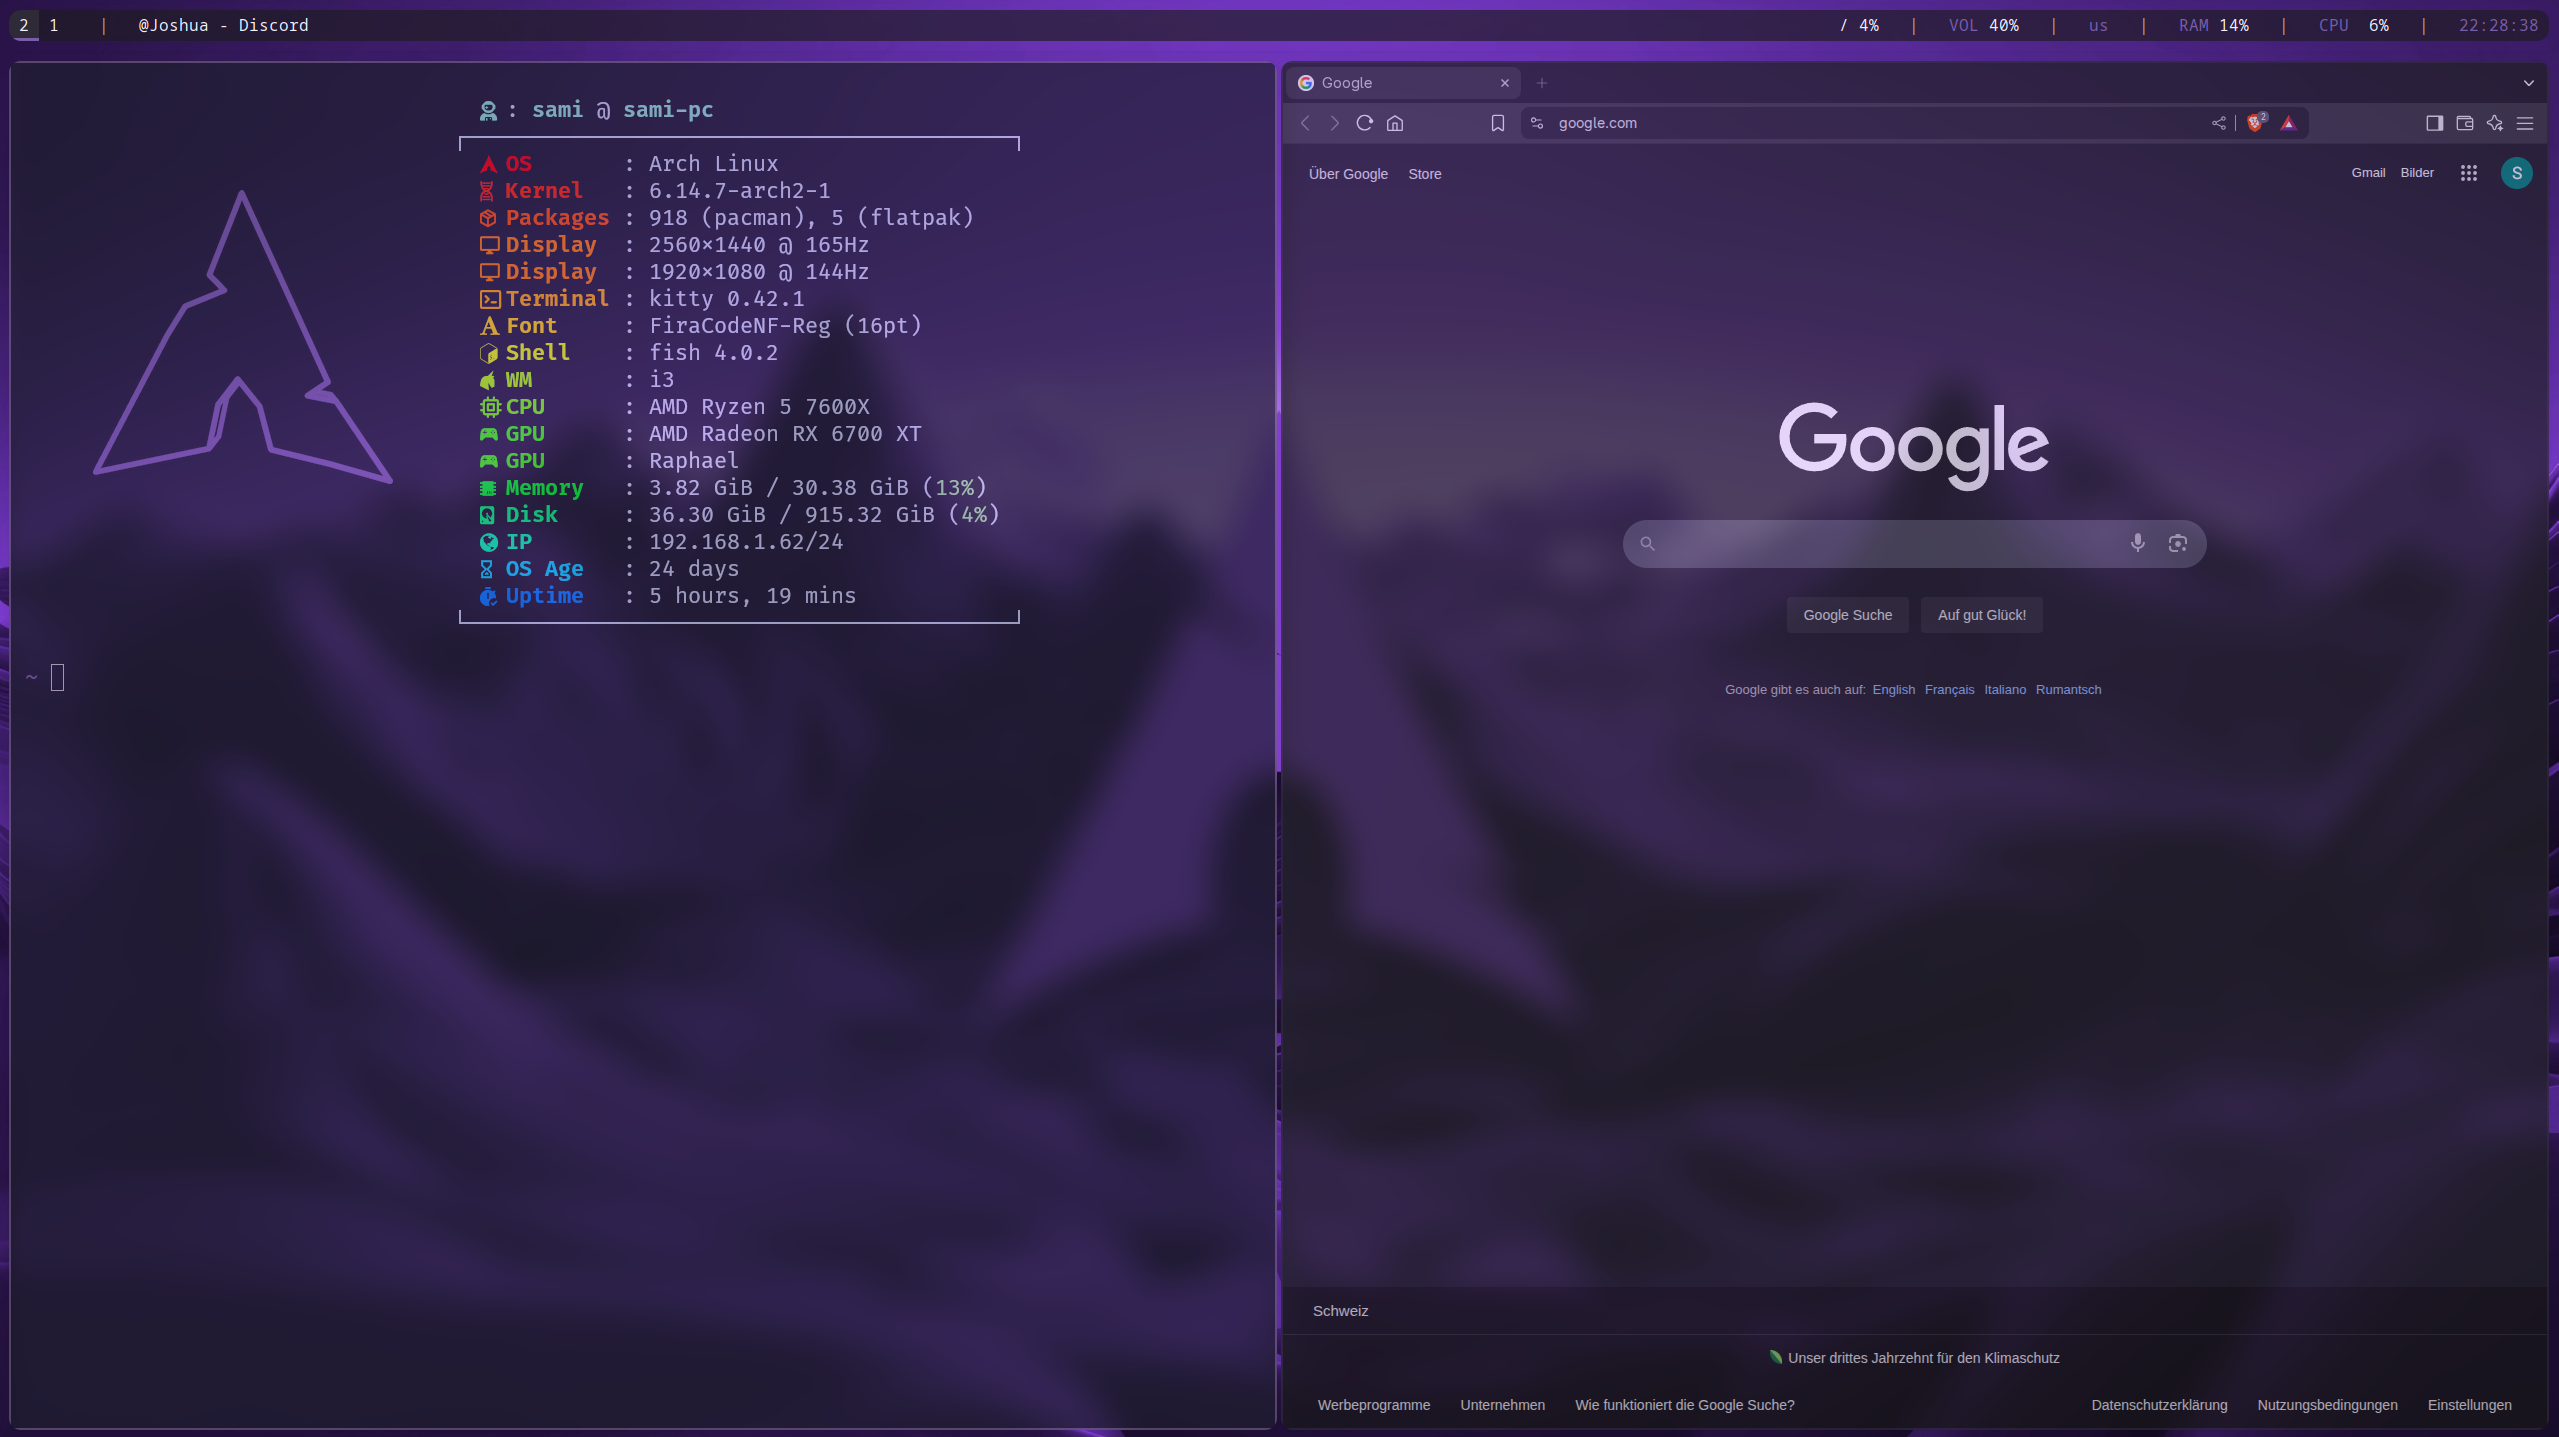 2 1 | @Joshua - Discord / 4% | VOL 40% | us | RAM 14% | CPU 6% | 22:28:38
: sami @ sami-pc
OS : Arch Linux
Kernel : 6.14.7-arch2-1
Packages : 918 (pacman), 5 (flatpak)
Display : 2560×1440 @ 165Hz
Display : 1920×1080 @ 144Hz
Terminal : kitty 0.42.1
Font : FiraCodeNF-Reg (16pt)
Shell : fish 4.0.2
WM : i3
CPU : AMD Ryzen 5 7600X
GPU : AMD Radeon RX 6700 XT
GPU : Raphael
Memory : 3.82 GiB / 30.38 GiB (13%)
Disk : 36.30 GiB / 915.32 GiB (4%)
IP : 192.168.1.62/24
OS Age : 24 days
Uptime : 5 hours, 19 mins
~
Google
google.com
2
Über Google Store Gmail Bilder S
Google
Google Suche Auf gut Glück!
Google gibt es auch auf: English Français Italiano Rumantsch
Schweiz
Unser drittes Jahrzehnt für den Klimaschutz
Werbeprogramme Unternehmen Wie funktioniert die Google Suche? Datenschutzerklärung Nutzungsbedingungen Einstellungen